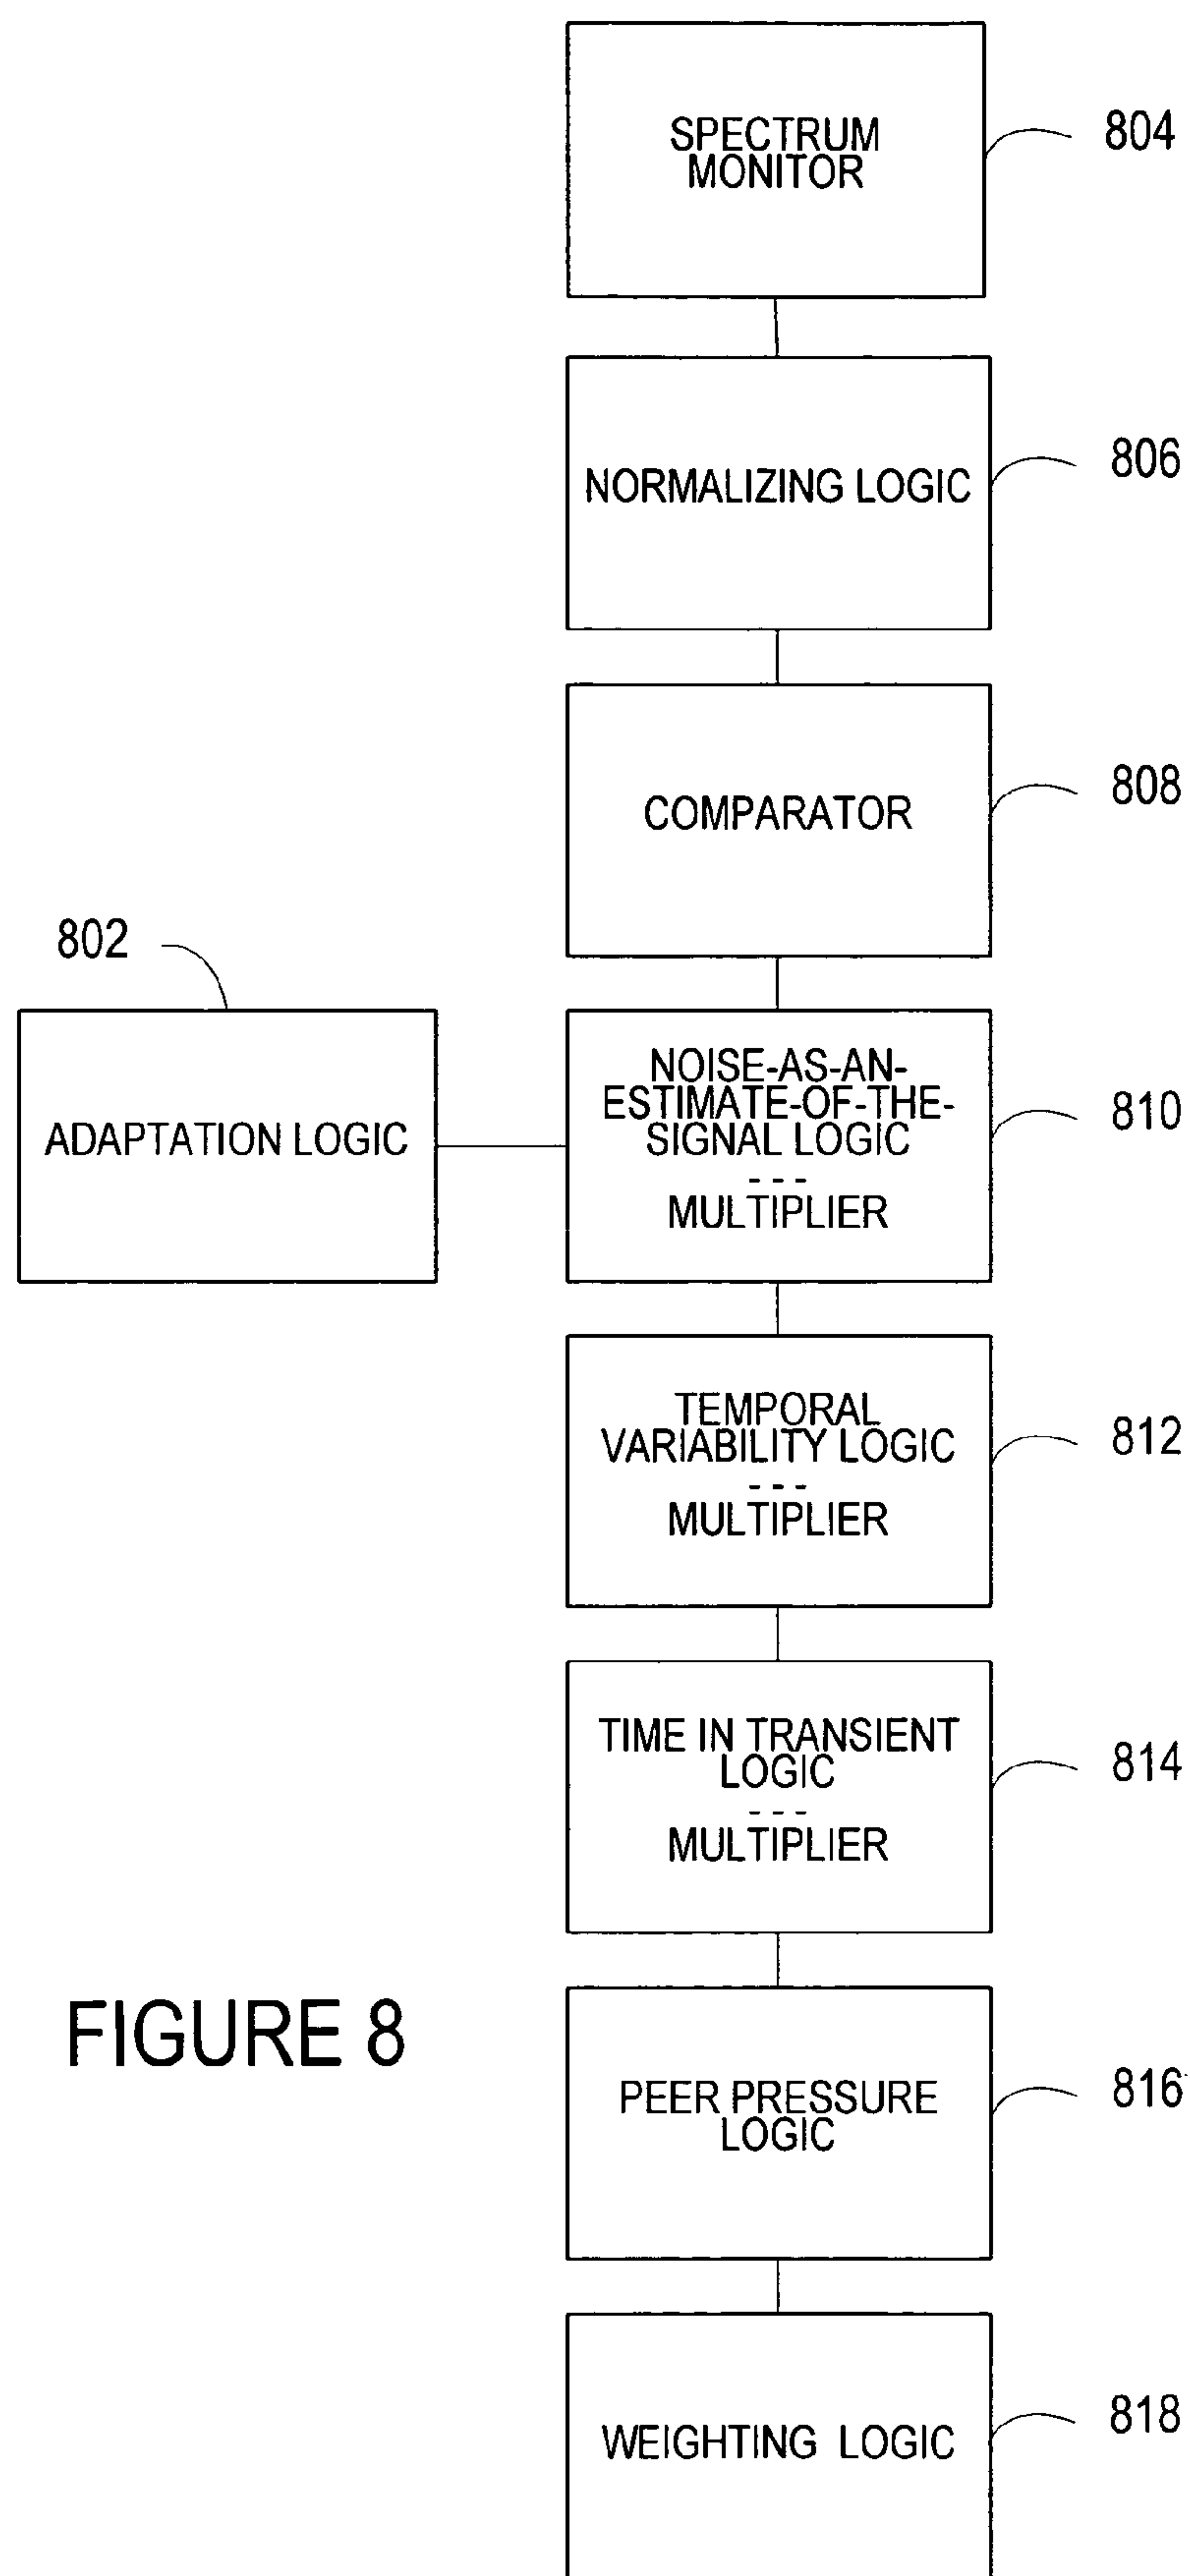 SPECTRUM
MONITOR
804
NORMALIZING LOGIC
806
COMPARATOR
808
802
ADAPTATION LOGIC
NOISE-AS-AN-
ESTIMATE-OF-THE-
SIGNAL LOGIC
---
MULTIPLIER
810
TEMPORAL
VARIABILITY LOGIC
---
MULTIPLIER
812
TIME IN TRANSIENT
LOGIC
---
MULTIPLIER
814
FIGURE 8
PEER PRESSURE
LOGIC
816
WEIGHTING LOGIC
818